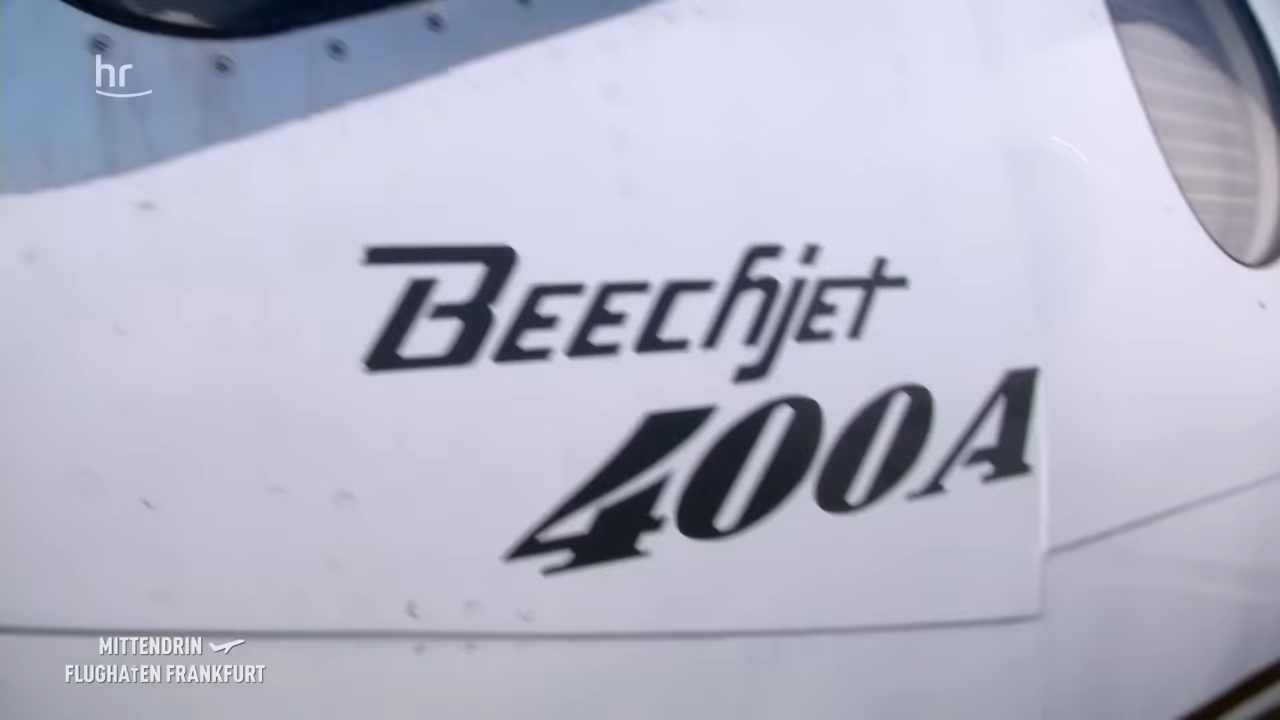 hr
Beechjet
400A
MITTENDRIN
FLUGHAFEN FRANKFURT